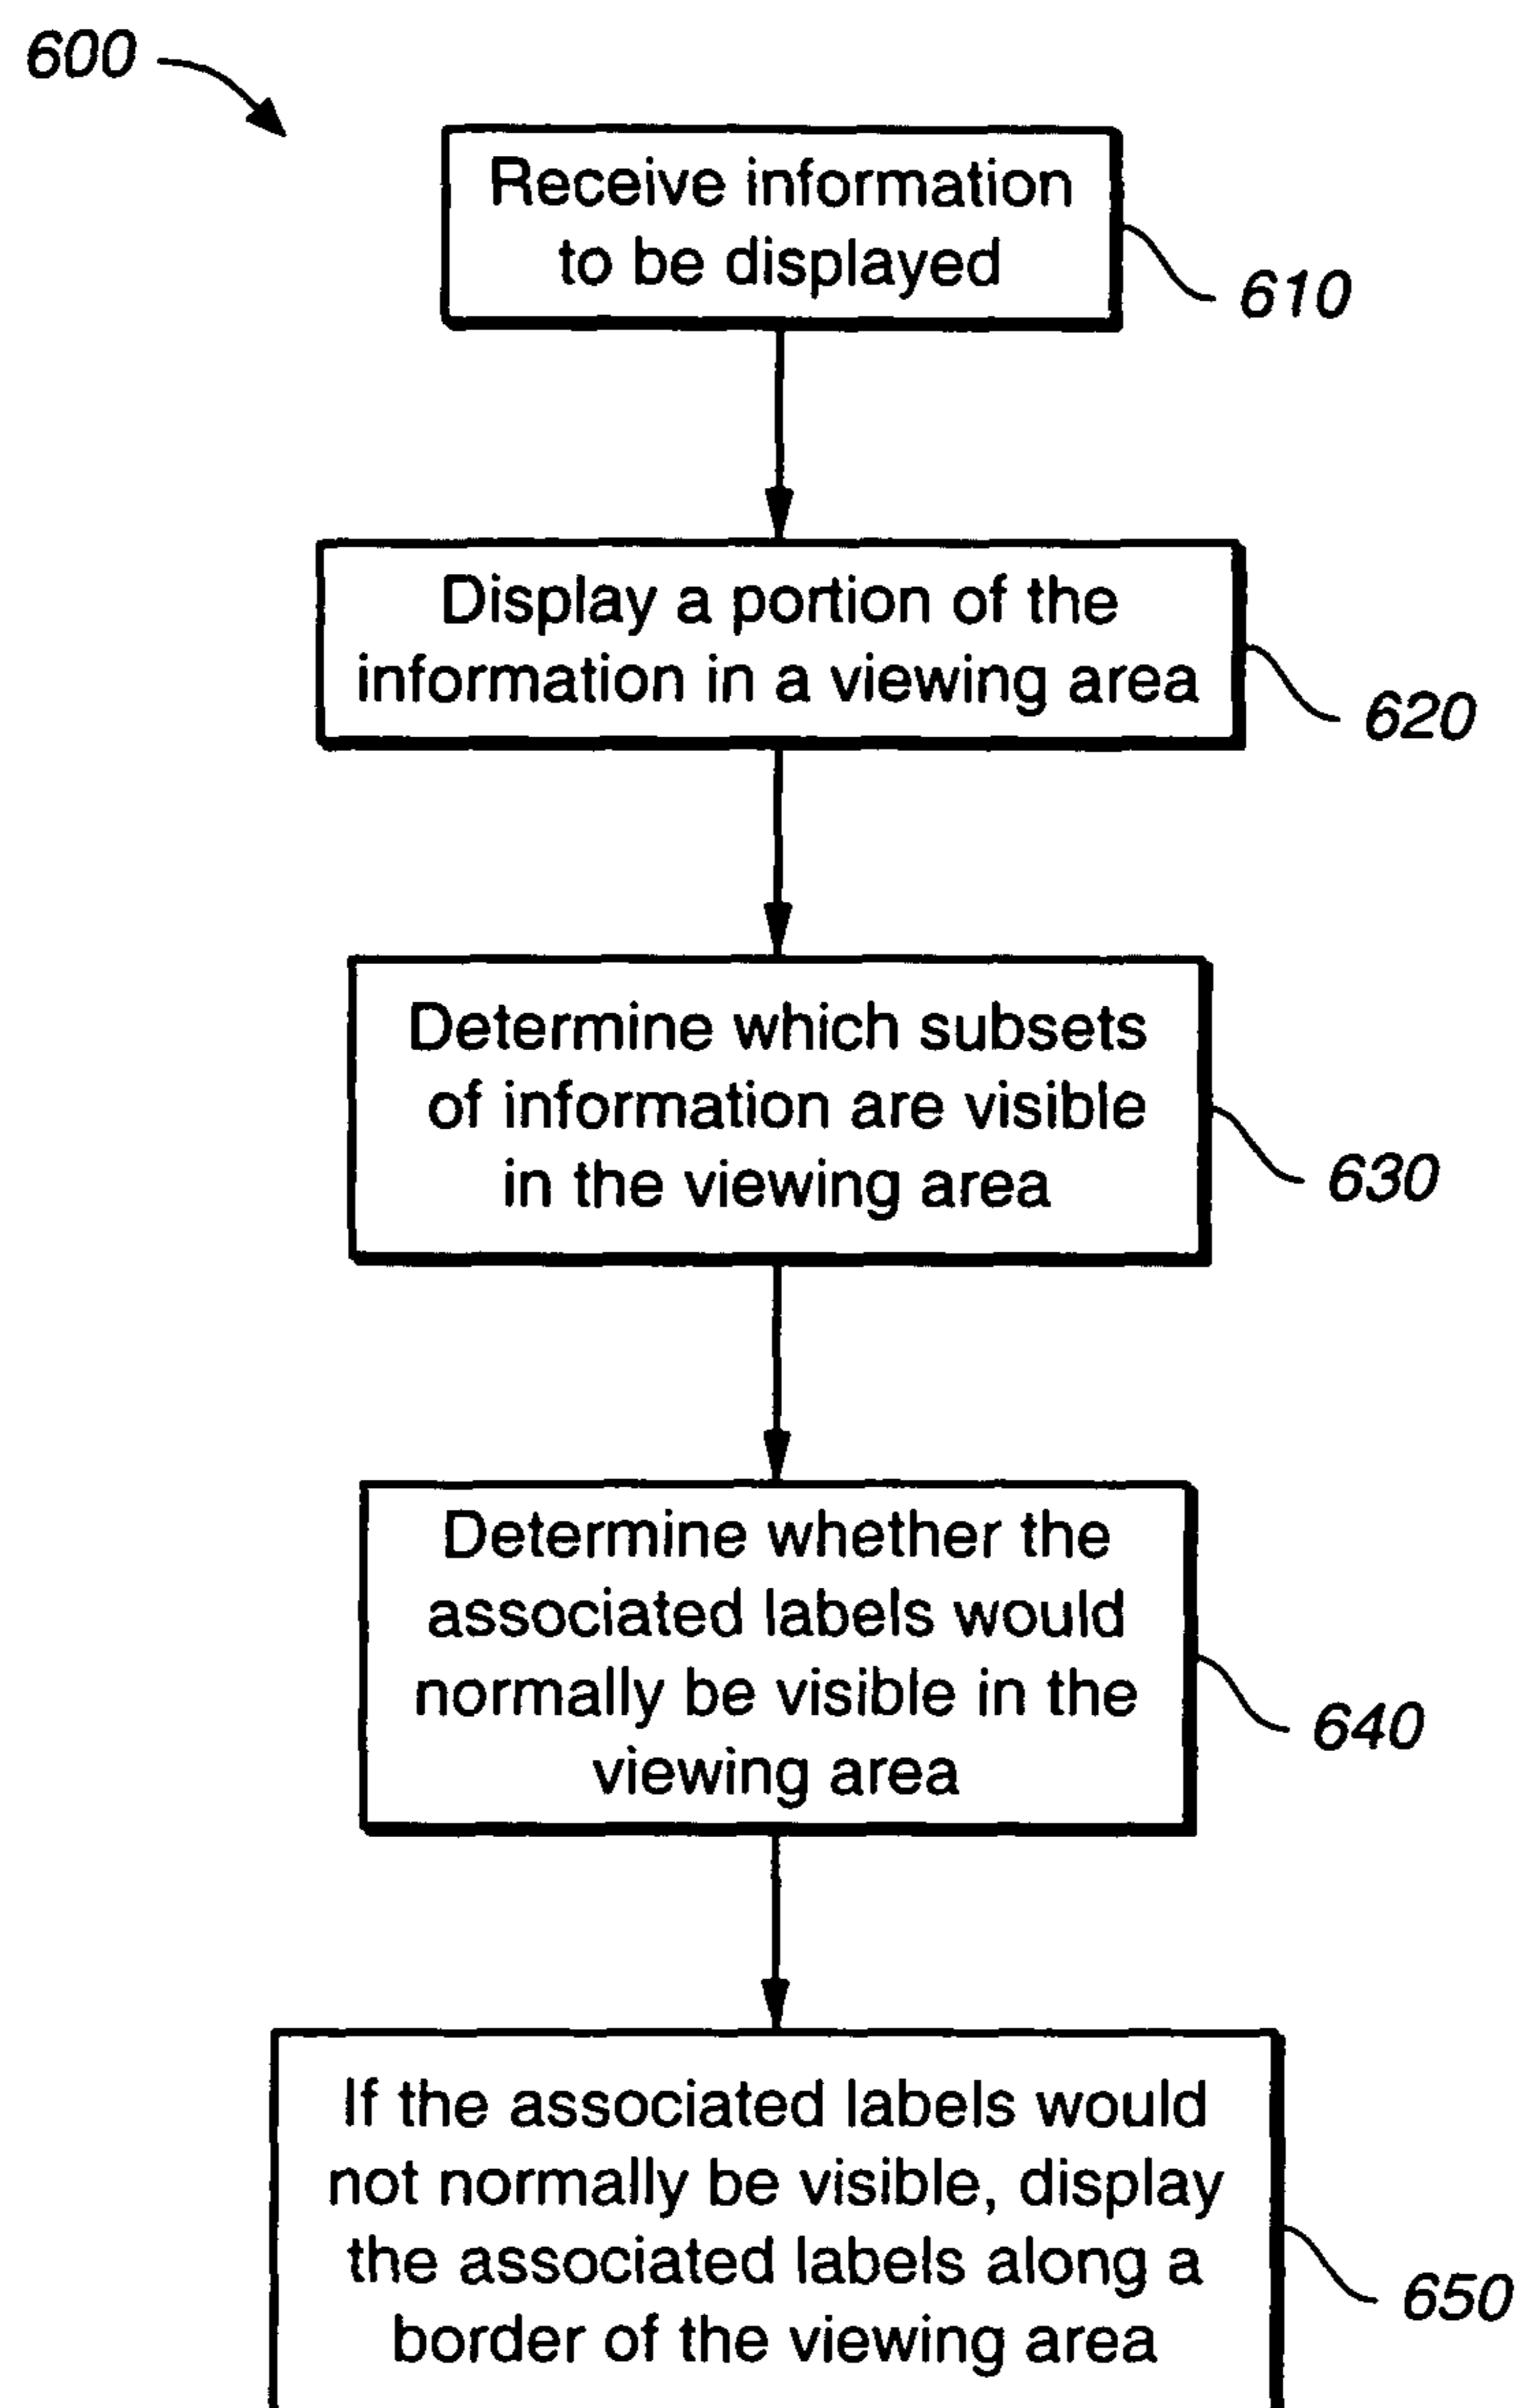 600
Receive information
to be displayed
610
Display a portion of the
information in a viewing area
620
Determine which subsets
of information are visible
in the viewing area
630
Determine whether the
associated labels would
normally be visible in the
viewing area
640
If the associated labels would
not normally be visible, display
the associated labels along a
border of the viewing area
650